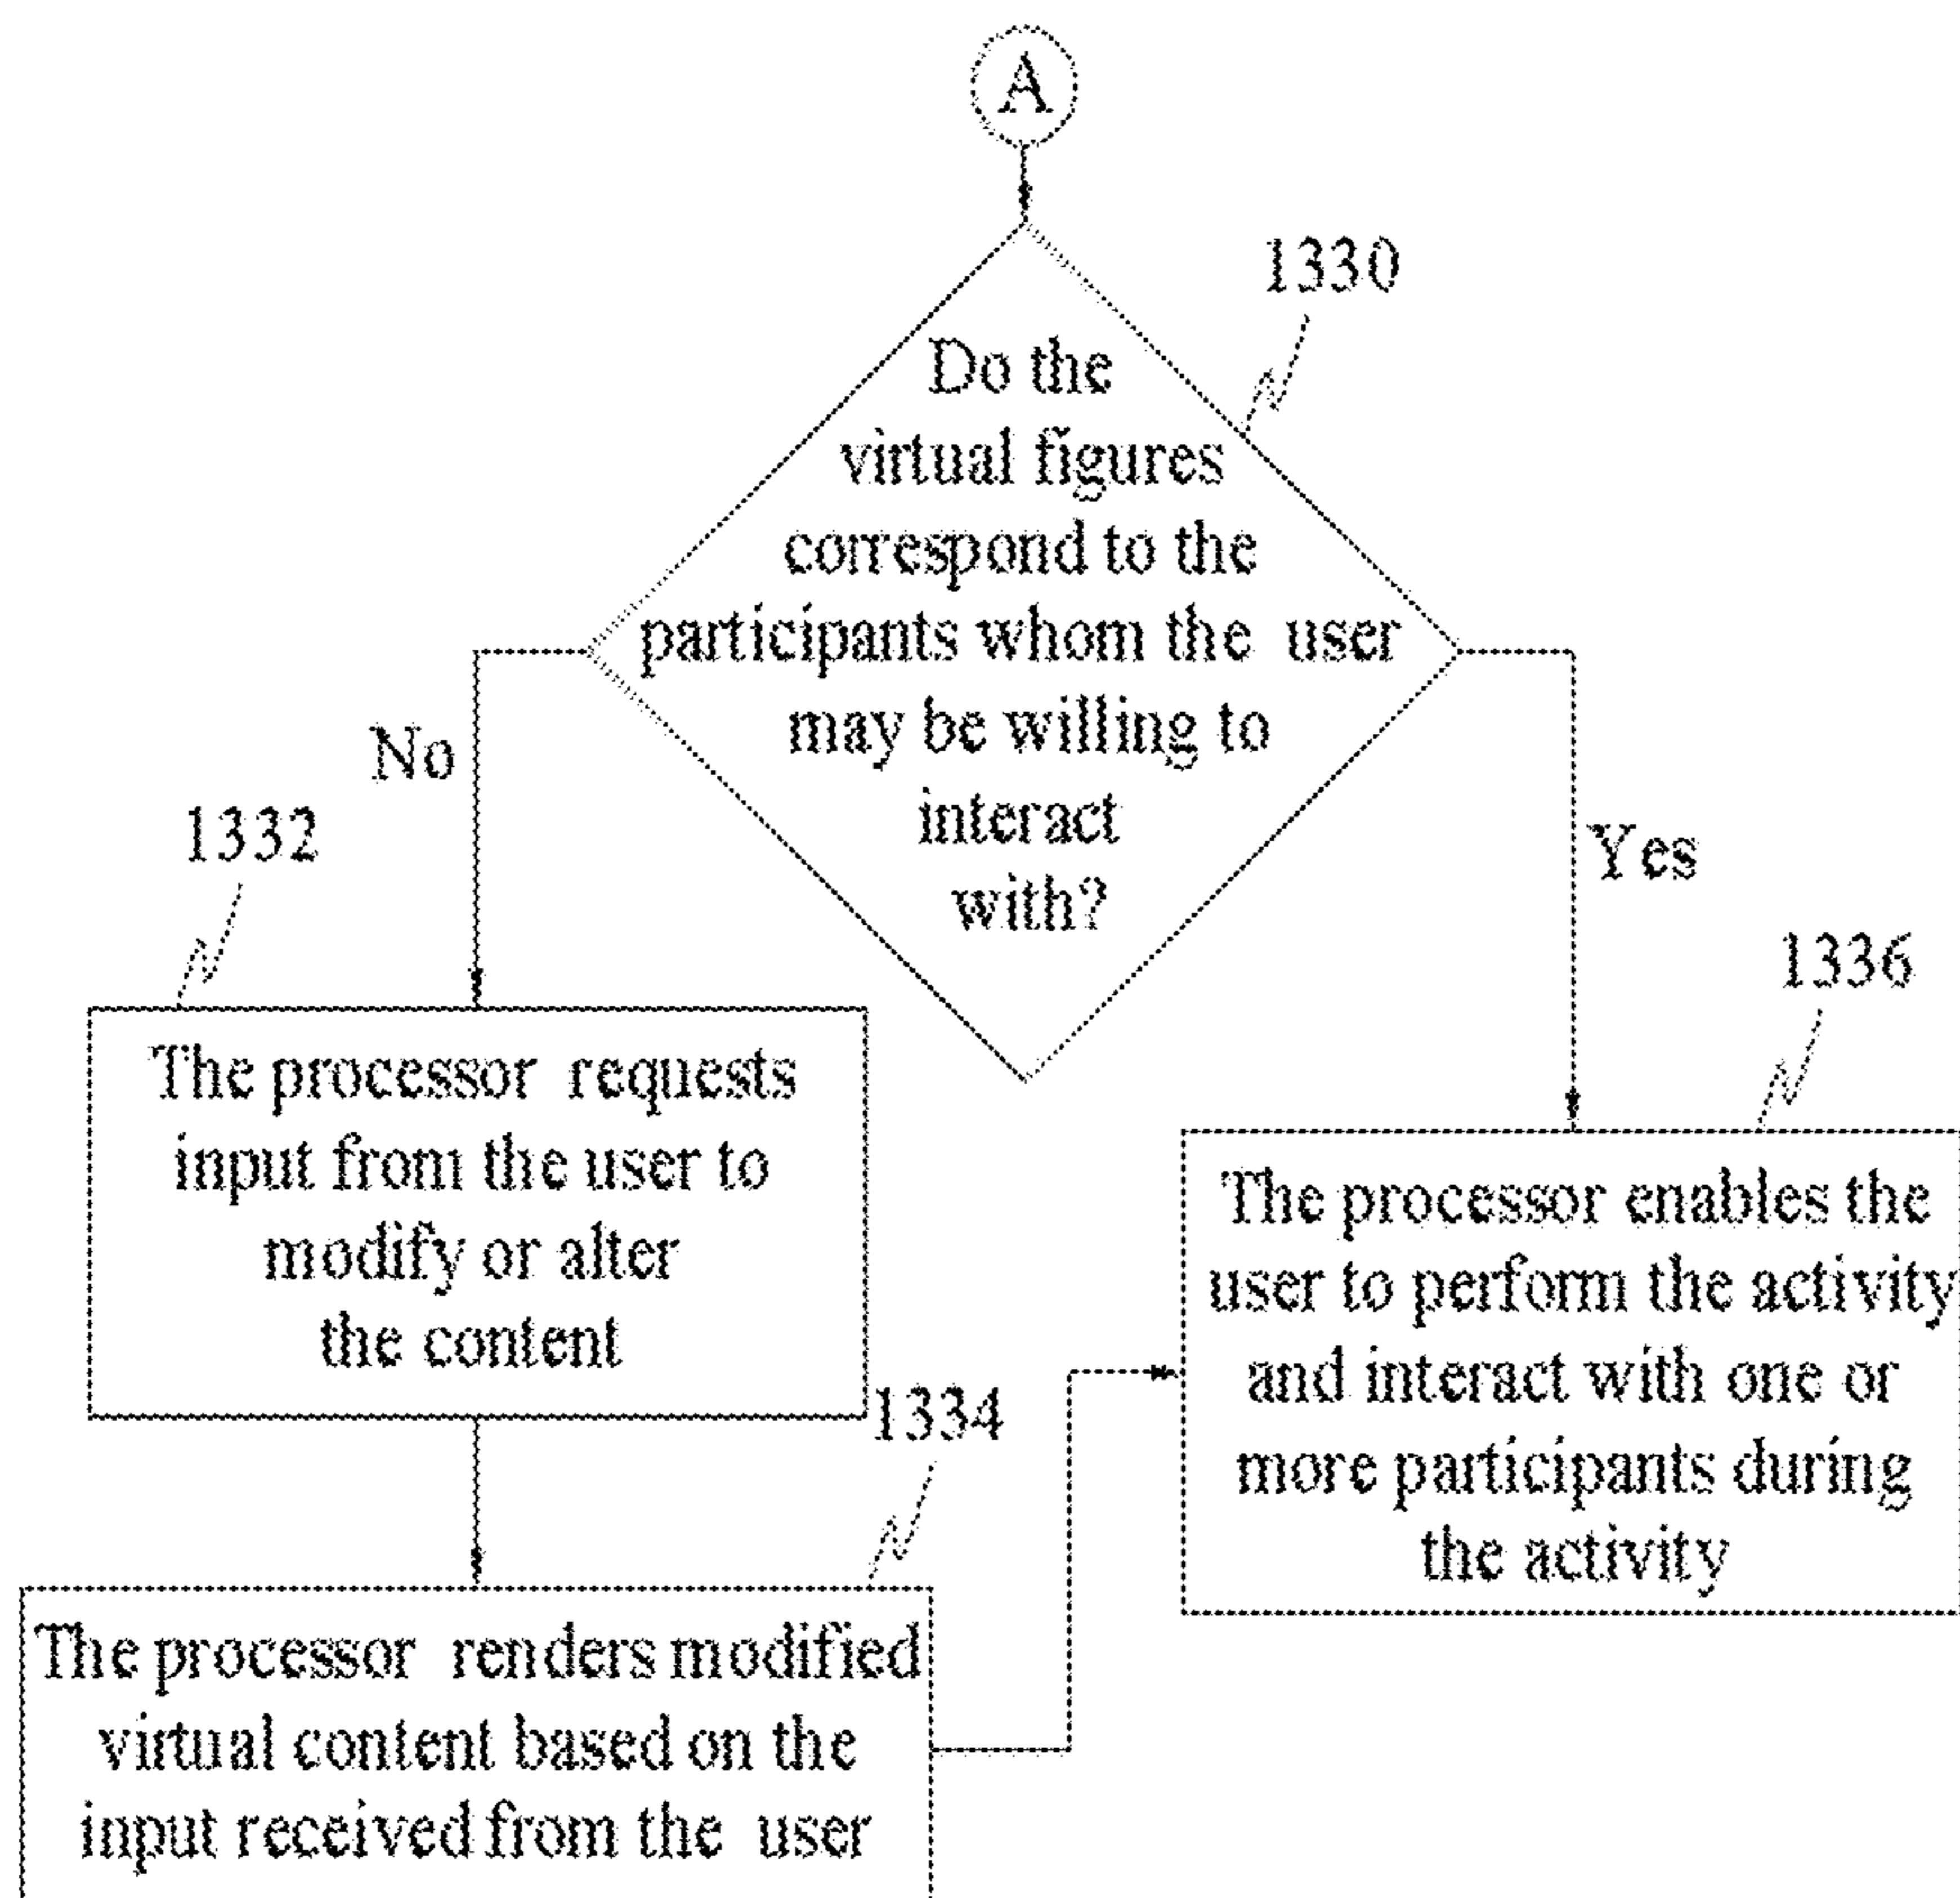 A
1330
Do the
virtual figures
correspond to the
participants whom the user
may be willing to
interact
with?
No
Yes
1332
The processor requests
input from the user to
modify or alter
the content
1336
The processor enables the
user to perform the activity
and interact with one or
more participants during
the activity
1334
The processor renders modified
virtual content based on the
input received from the user